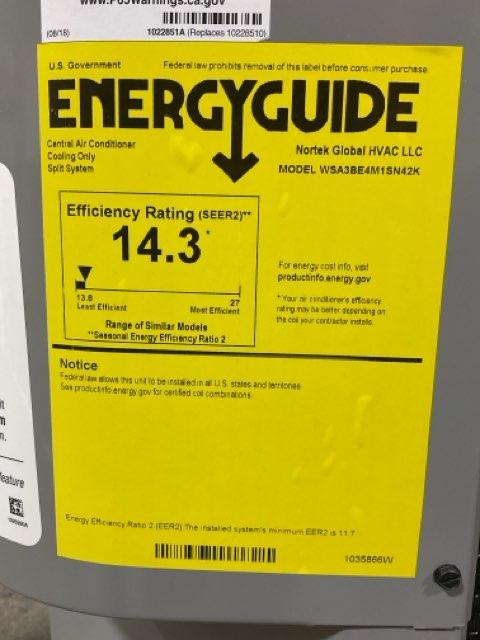 www.P65warnings.ca.gov
(08/18)
1022851A (Replaces 10228510)
U.S. Government
Federal law prohibits removal of this label before consumer purchase.
ENERGYGUIDE
Central Air Conditioner
Cooling Only
Split System
Nortek Global HVAC LLC
MODEL WSA3BE4M1SN42K
Efficiency Rating (SEER2)**
14.3*
13.8
27
Least Efficient
Most Efficient
Range of Similar Models
**Seasonal Energy Efficiency Ratio 2
For energy cost info, visit
productinfo.energy.gov
* Your air conditioner's efficiency
rating may be better depending on
the coil your contractor installs.
Notice
Federal law allows this unit to be installed in all U.S. states and territories.
See productinfo.energy.gov for certified coil combinations.
Energy Efficiency Ratio 2 (EER2) The installed system's minimum EER2 is 11.7
1035866W